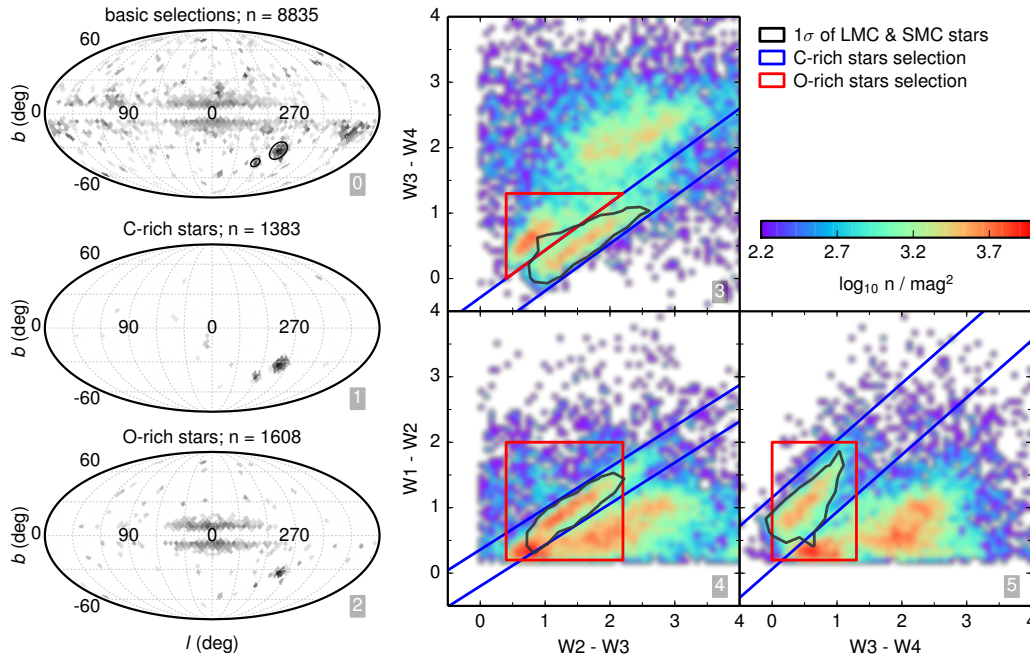 basic selections; n = 8835
60
0
-60
90
0
270
b (deg)
0
C-rich stars; n = 1383
60
0
-60
90
0
270
b (deg)
1
O-rich stars; n = 1608
60
0
-60
90
0
270
b (deg)
2
l (deg)
4
3
2
1
0
W3 - W4
3
1σ of LMC & SMC stars
C-rich stars selection
O-rich stars selection
2.2 2.7 3.2 3.7
log₁₀ n / mag²
4
3
2
1
0
W1 - W2
4
0 1 2 3 4
W2 - W3
5
0 1 2 3 4
W3 - W4